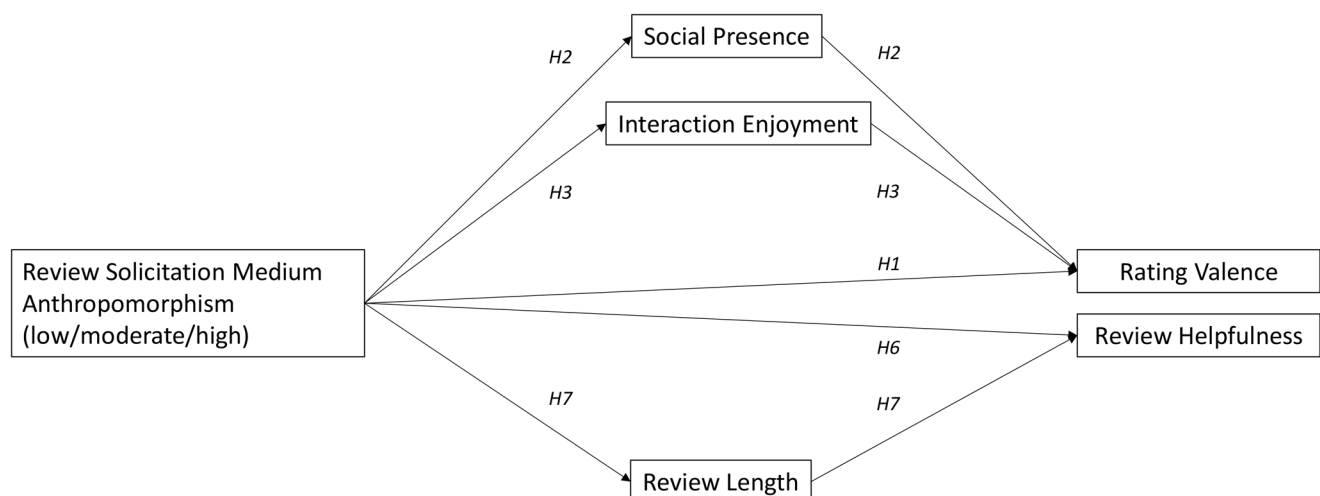 Social Presence
H2
H2
Interaction Enjoyment
H3
H3
Review Solicitation Medium
Anthropomorphism
(low/moderate/high)
H1
Rating Valence
H6
Review Helpfulness
H7
H7
Review Length